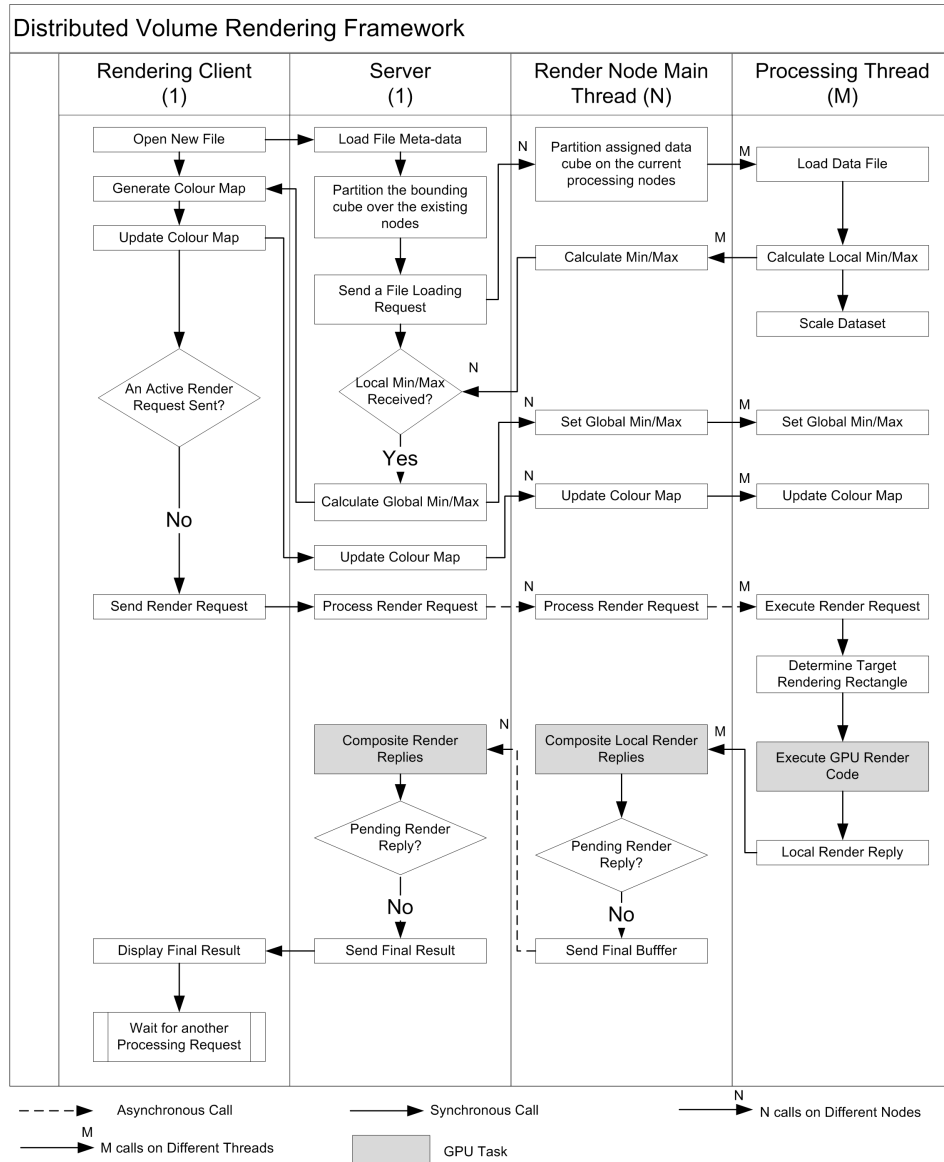 Distributed Volume Rendering Framework
Rendering Client
(1)
Server
(1)
Render Node Main
Thread (N)
Processing Thread
(M)
Open New File
Load File Meta-data
N
Partition assigned data
cube on the current
processing nodes
M
Load Data File
Generate Colour Map
Partition the bounding
cube over the existing
nodes
Update Colour Map
M
Calculate Min/Max
Calculate Local Min/Max
Send a File Loading
Request
Scale Dataset
An Active Render
Request Sent?
Local Min/Max
Received?
N
N
Set Global Min/Max
M
Set Global Min/Max
Yes
Calculate Global Min/Max
N
Update Colour Map
M
Update Colour Map
No
Update Colour Map
Send Render Request
Process Render Request
N
Process Render Request
M
Execute Render Request
Determine Target
Rendering Rectangle
Composite Render
Replies
N
Composite Local Render
Replies
M
Execute GPU Render
Code
Pending Render
Reply?
Pending Render
Reply?
Local Render Reply
No
No
Display Final Result
Send Final Result
Send Final Bufffer
Wait for another
Processing Request
Asynchronous Call
Synchronous Call
N
N calls on Different Nodes
M
M calls on Different Threads
GPU Task